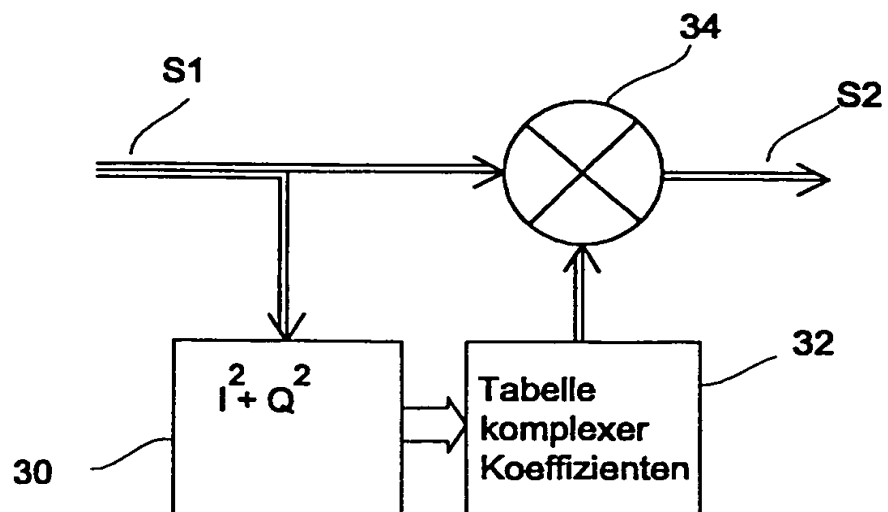 34
S1
S2
I² + Q²
32
Tabelle
komplexer
Koeffizienten
30